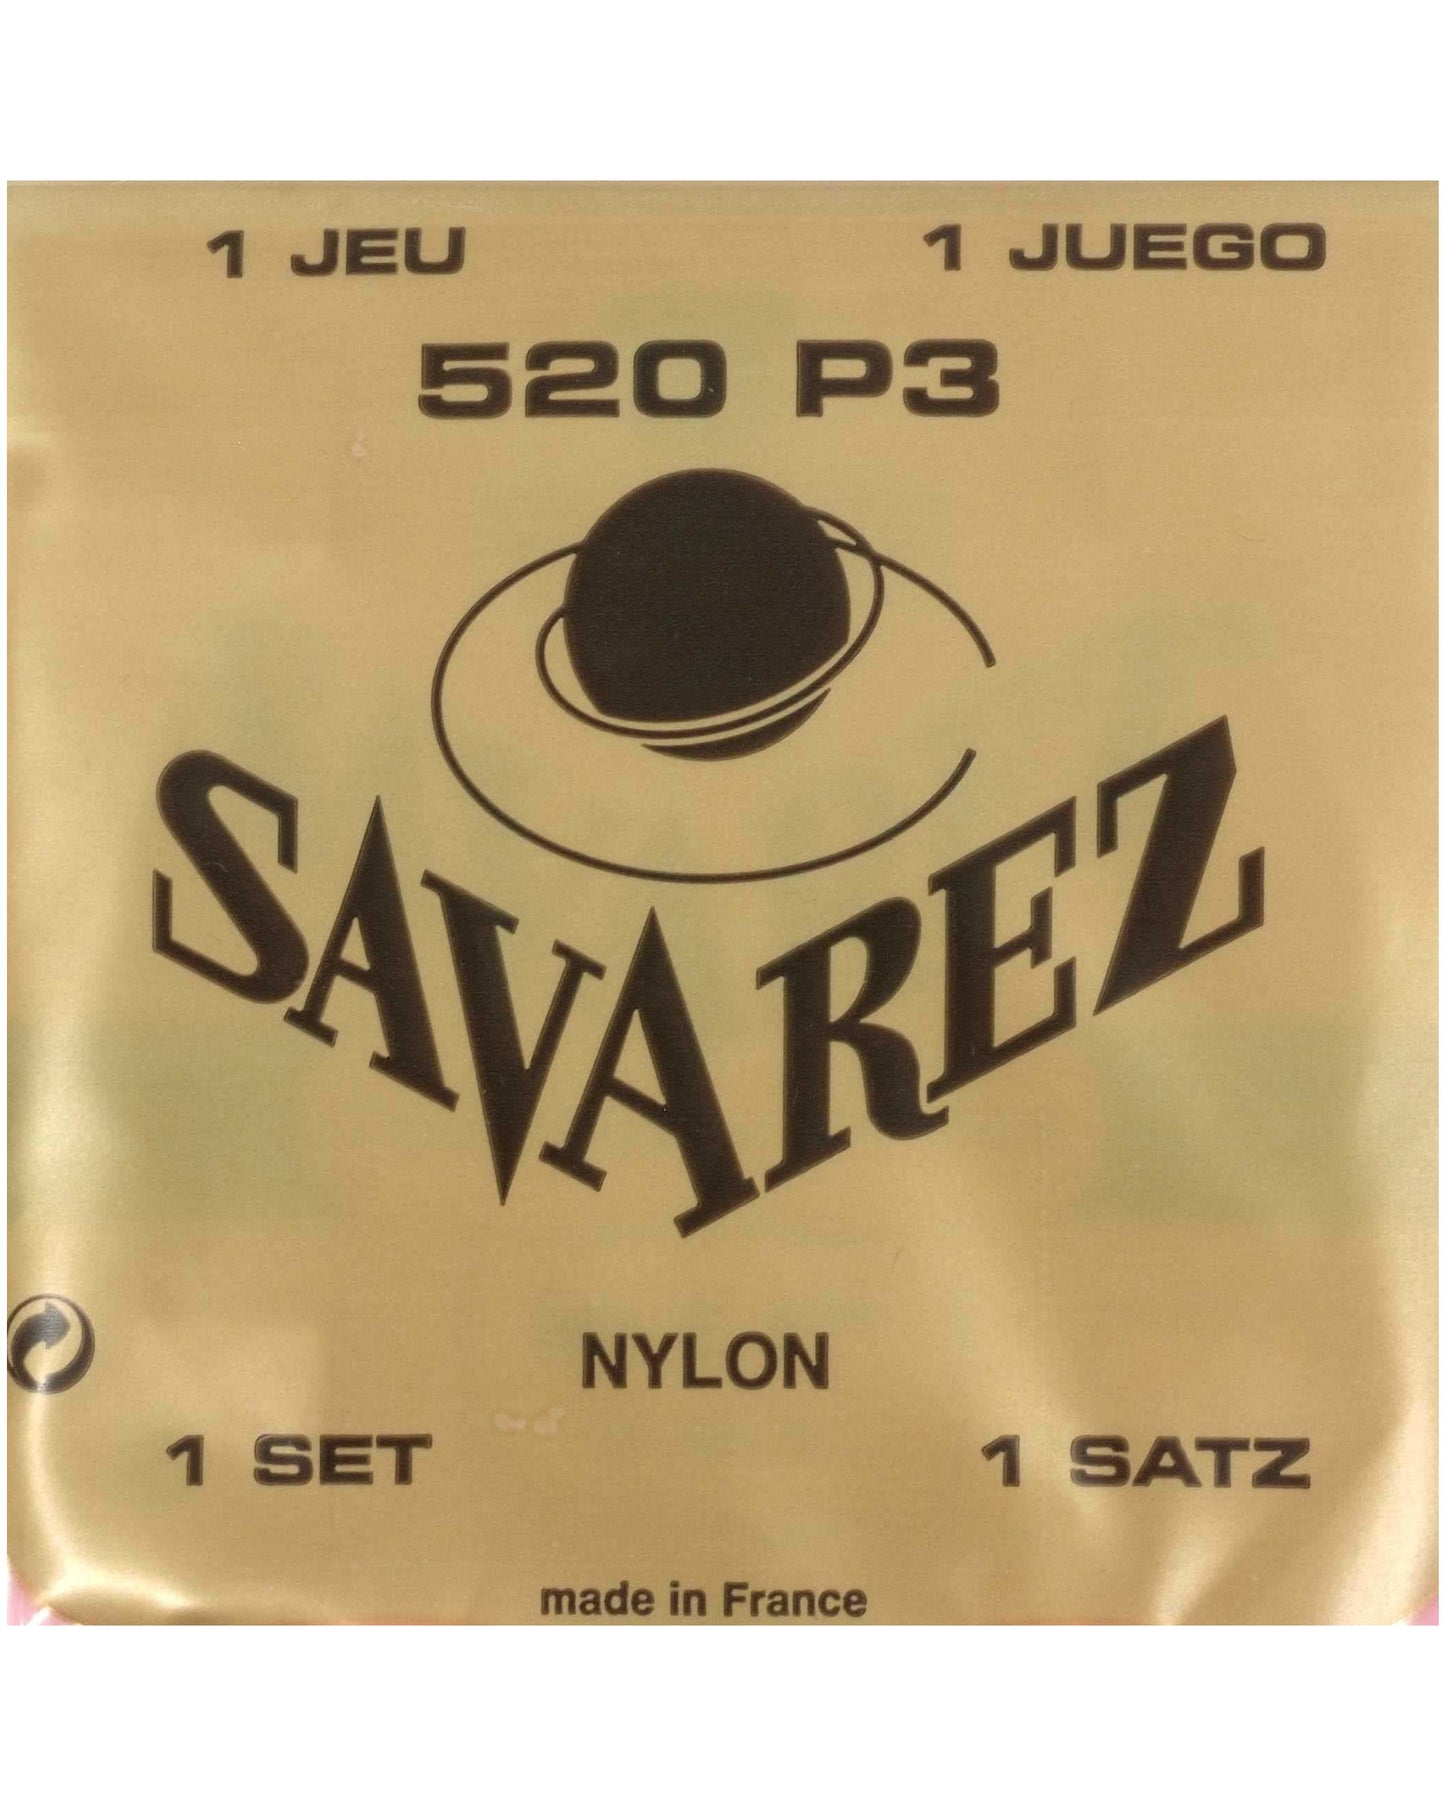 1 JEU 1 JUEGO
520 P3
SAVAREZ
NYLON
1 SET 1 SATZ
made in France